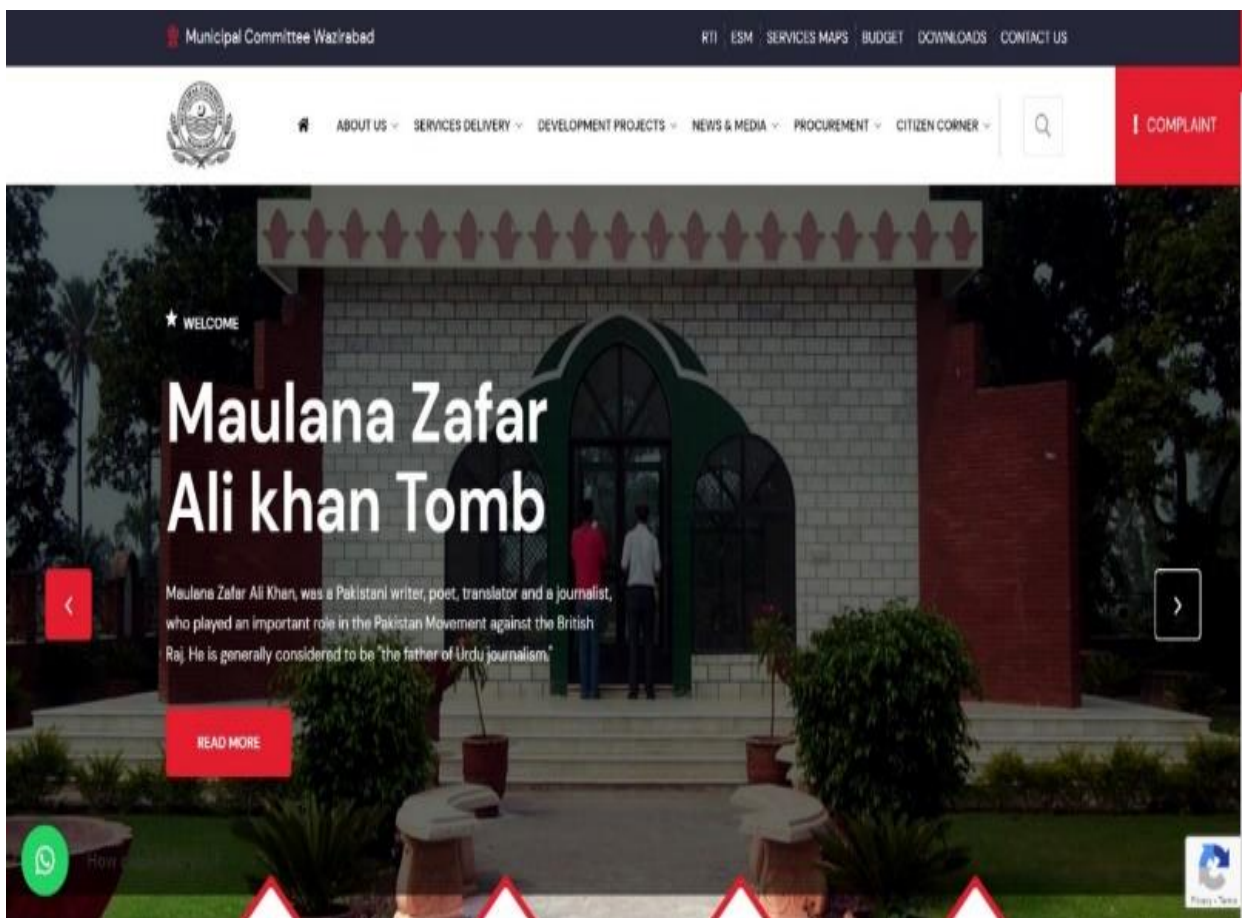 Municipal Committee Wazirabad
RTI ESM SERVICES MAPS BUDGET DOWNLOADS CONTACT US
ABOUT US SERVICES DELIVERY DEVELOPMENT PROJECTS NEWS & MEDIA PROCUREMENT CITIZEN CORNER
! COMPLAINT
WELCOME
Maulana Zafar
Ali khan Tomb
Maulana Zafar Ali Khan, was a Pakistani writer, poet, translator and a journalist,
who played an important role in the Pakistan Movement against the British
Raj. He is generally considered to be "the father of Urdu journalism."
READ MORE
How
Privacy - Terms